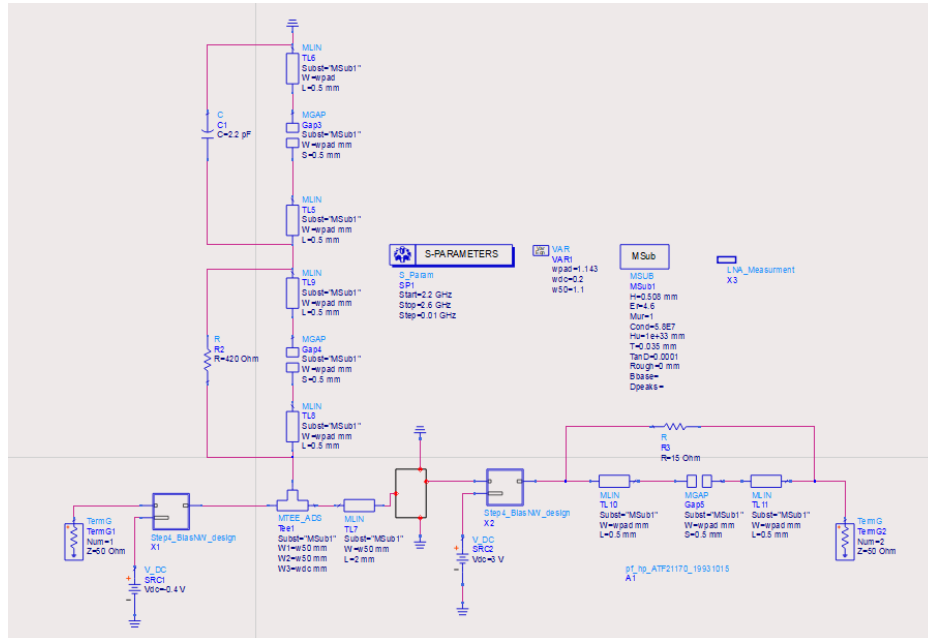 MLIN
TL6
Subst="MSub1"
W=wpad
L=0.5 mm
C
C1
C=2.2 pF
MGAP
Gap3
Subst="MSub1"
W=wpad mm
S=0.5 mm
MLIN
TL5
Subst="MSub1"
W=wpad mm
L=0.5 mm
MLIN
TL9
Subst="MSub1"
W=wpad mm
L=0.5 mm
R
R2
R=420 Ohm
MGAP
Gap4
Subst="MSub1"
W=wpad mm
S=0.5 mm
MLIN
TL8
Subst="MSub1"
W=wpad mm
L=0.5 mm
S-PARAMETERS
S_Param
SP1
Start=2.2 GHz
Stop=2.6 GHz
Step=0.01 GHz
VAR
VAR1
wpad=1.143
wdc=0.2
w50=1.1
MSub
MSUB
MSub1
H=0.508 mm
Er=4.6
Mur=1
Cond=5.8E7
Hu=1e+33 mm
T=0.035 mm
TanD=0.0001
Rough=0 mm
Bbase=
Dpeaks=
LNA_Measurment
X3
TermG
TermG1
Num=1
Z=50 Ohm
Step4_BiasNW_design
X1
V_DC
SRC1
Vdc=-0.4 V
MTEE_ADS
Tee1
Subst="MSub1"
W1=w50 mm
W2=w50 mm
W3=wdc mm
MLIN
TL7
Subst="MSub1"
W=w50 mm
L=2 mm
Step4_BiasNW_design
X2
V_DC
SRC2
Vdc=3 V
R
R3
R=15 Ohm
MLIN
TL10
Subst="MSub1"
W=wpad mm
L=0.5 mm
MGAP
Gap5
Subst="MSub1"
W=wpad mm
S=0.5 mm
MLIN
TL11
Subst="MSub1"
W=wpad mm
L=0.5 mm
TermG
TermG2
Num=2
Z=50 Ohm
pf_hp_ATF21170_19931015
A1